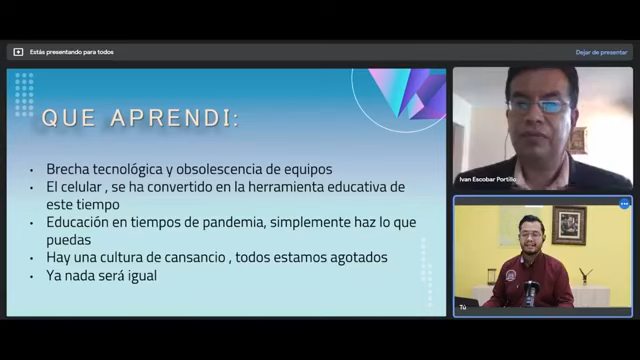 Estás presentando para todos
Dejar de presentar
QUE APRENDI:
• Brecha tecnológica y obsolescencia de equipos
• El celular , se ha convertido en la herramienta educativa de
este tiempo
• Educación en tiempos de pandemia, simplemente haz lo que
puedas
• Hay una cultura de cansancio , todos estamos agotados
• Ya nada será igual
Ivan Escobar Portillo
Tú